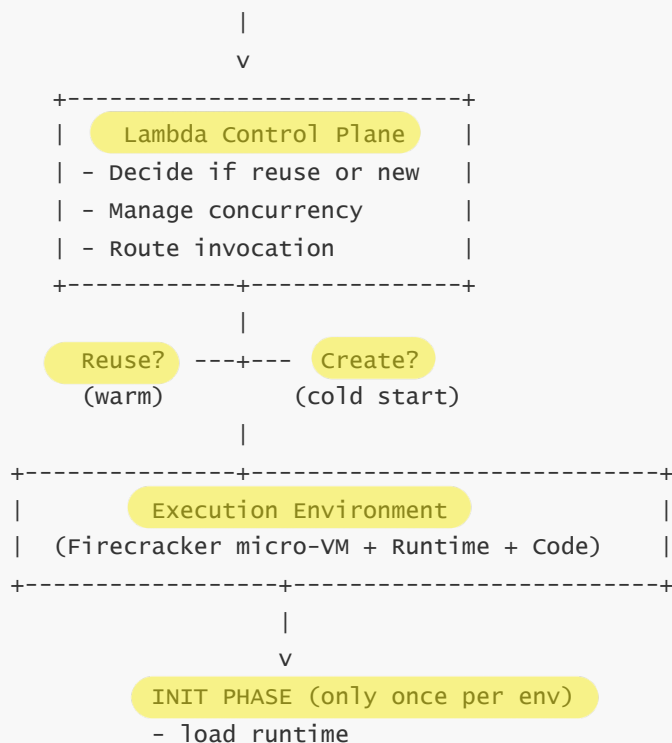 |
v
+----------------------------+
|    Lambda Control Plane    |
| - Decide if reuse or new   |
| - Manage concurrency       |
| - Route invocation         |
+------------+---------------+
|
Reuse? ---+--- Create?
(warm)         (cold start)
|
+---------------+----------------------------+
|        Execution Environment               |
|  (Firecracker micro-VM + Runtime + Code)    |
+------------------+-------------------------+
|
v
INIT PHASE (only once per env)
- load runtime